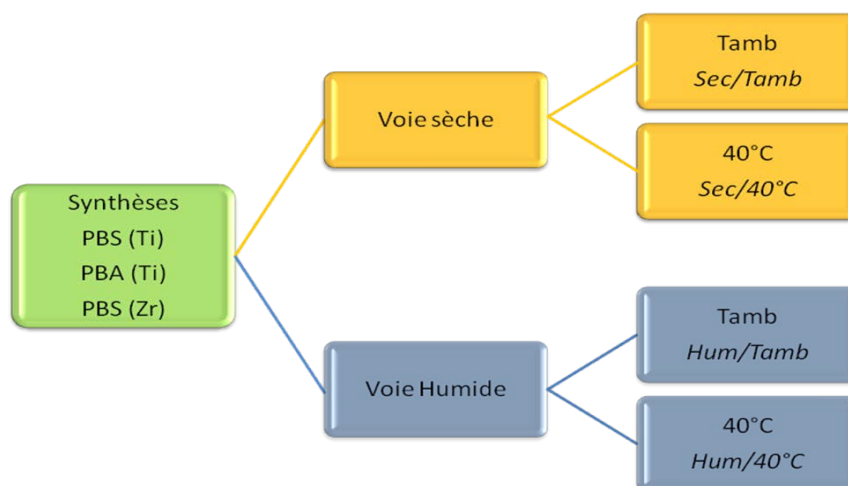 Synthèses
PBS (Ti)
PBA (Ti)
PBS (Zr)
Voie sèche
Tamb
Sec/Tamb
40°C
Sec/40°C
Voie Humide
Tamb
Hum/Tamb
40°C
Hum/40°C